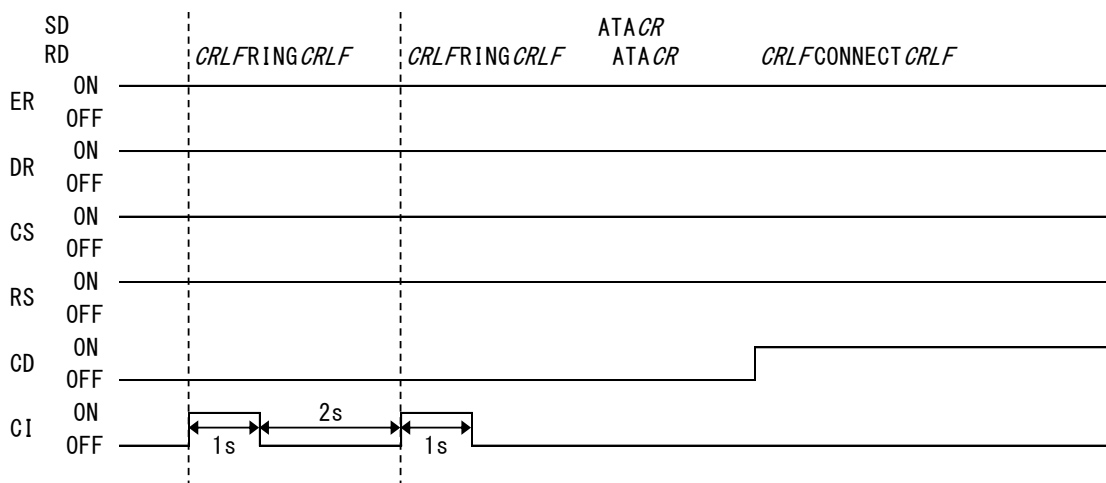 SD ATACR
RD CRLFRINGCRLF CRLFRINGCRLF ATACR CRLFCONNECTCRLF
ER ON
OFF
DR ON
OFF
CS ON
OFF
RS ON
OFF
CD ON
OFF
CI ON 2s
OFF 1s 1s